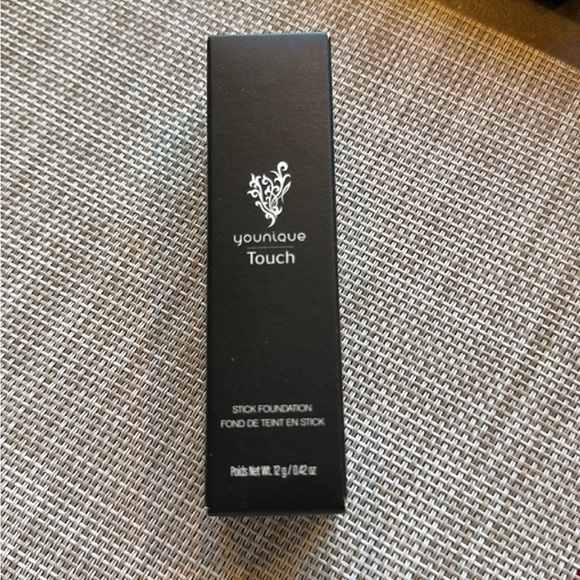 younique
Touch
STICK FOUNDATION
FOND DE TEINT EN STICK
Poids Net Wt. 12 g / 0.42 oz